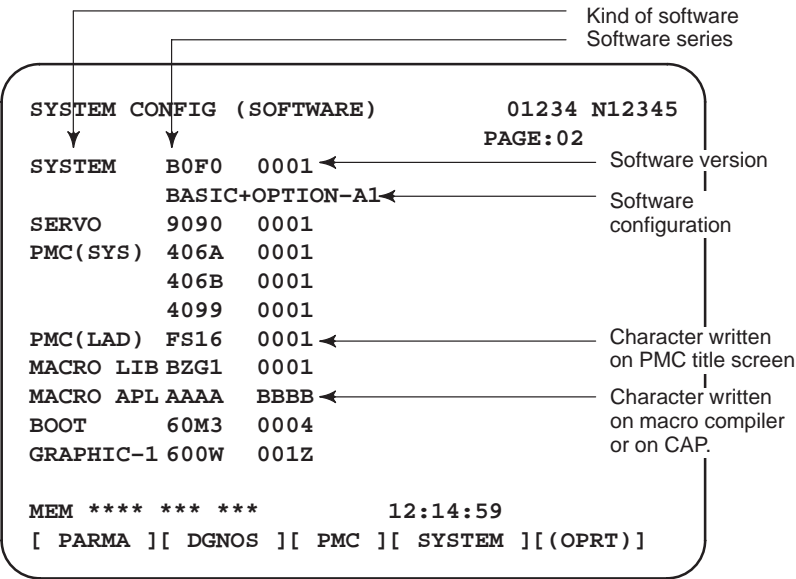 Kind of software
Software series
SYSTEM CONFIG (SOFTWARE) 01234 N12345
PAGE:02
SYSTEM B0F0 0001
Software version
BASIC+OPTION−A1
Software
configuration
SERVO 9090 0001
PMC(SYS) 406A 0001
406B 0001
4099 0001
PMC(LAD) FS16 0001
Character written
on PMC title screen
MACRO LIB BZG1 0001
MACRO APL AAAA BBBB
Character written
on macro compiler
or on CAP.
BOOT 60M3 0004
GRAPHIC−1 600W 001Z
MEM **** *** *** 12:14:59
[ PARMA ][ DGNOS ][ PMC ][ SYSTEM ][(OPRT)]